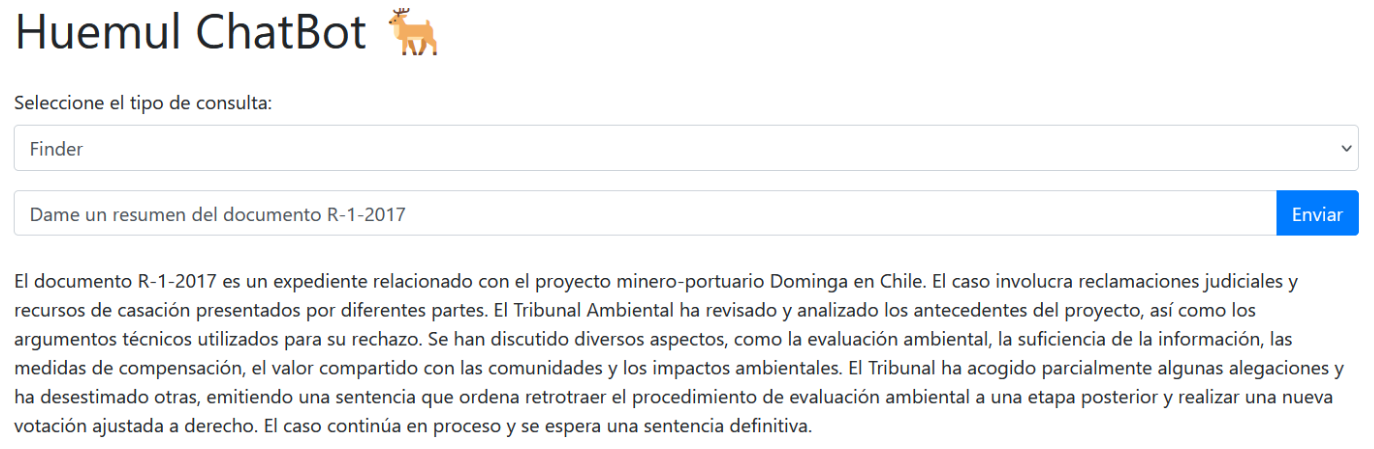 Huemul ChatBot 🦌
Seleccione el tipo de consulta:
Finder
Dame un resumen del documento R-1-2017
Enviar
El documento R-1-2017 es un expediente relacionado con el proyecto minero-portuario Dominga en Chile. El caso involucra reclamaciones judiciales y
recursos de casación presentados por diferentes partes. El Tribunal Ambiental ha revisado y analizado los antecedentes del proyecto, así como los
argumentos técnicos utilizados para su rechazo. Se han discutido diversos aspectos, como la evaluación ambiental, la suficiencia de la información, las
medidas de compensación, el valor compartido con las comunidades y los impactos ambientales. El Tribunal ha acogido parcialmente algunas alegaciones y
ha desestimado otras, emitiendo una sentencia que ordena retrotraer el procedimiento de evaluación ambiental a una etapa posterior y realizar una nueva
votación ajustada a derecho. El caso continúa en proceso y se espera una sentencia definitiva.